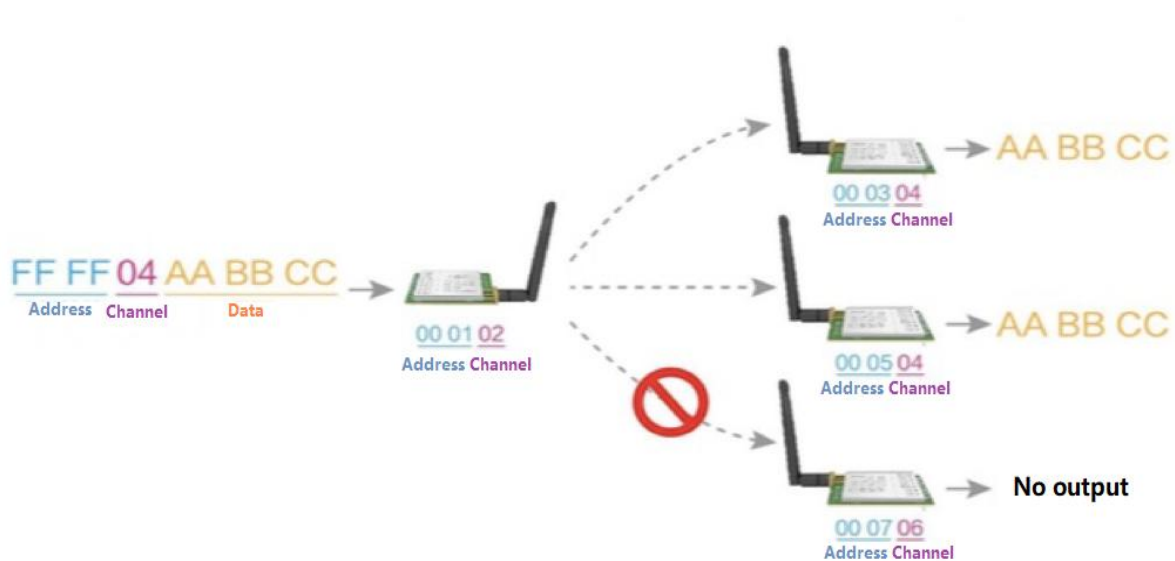 FF FF 04 AA BB CC
Address Channel Data
00 01 02
Address Channel
AA BB CC
00 03 04
Address Channel
AA BB CC
00 05 04
Address Channel
No output
00 07 06
Address Channel